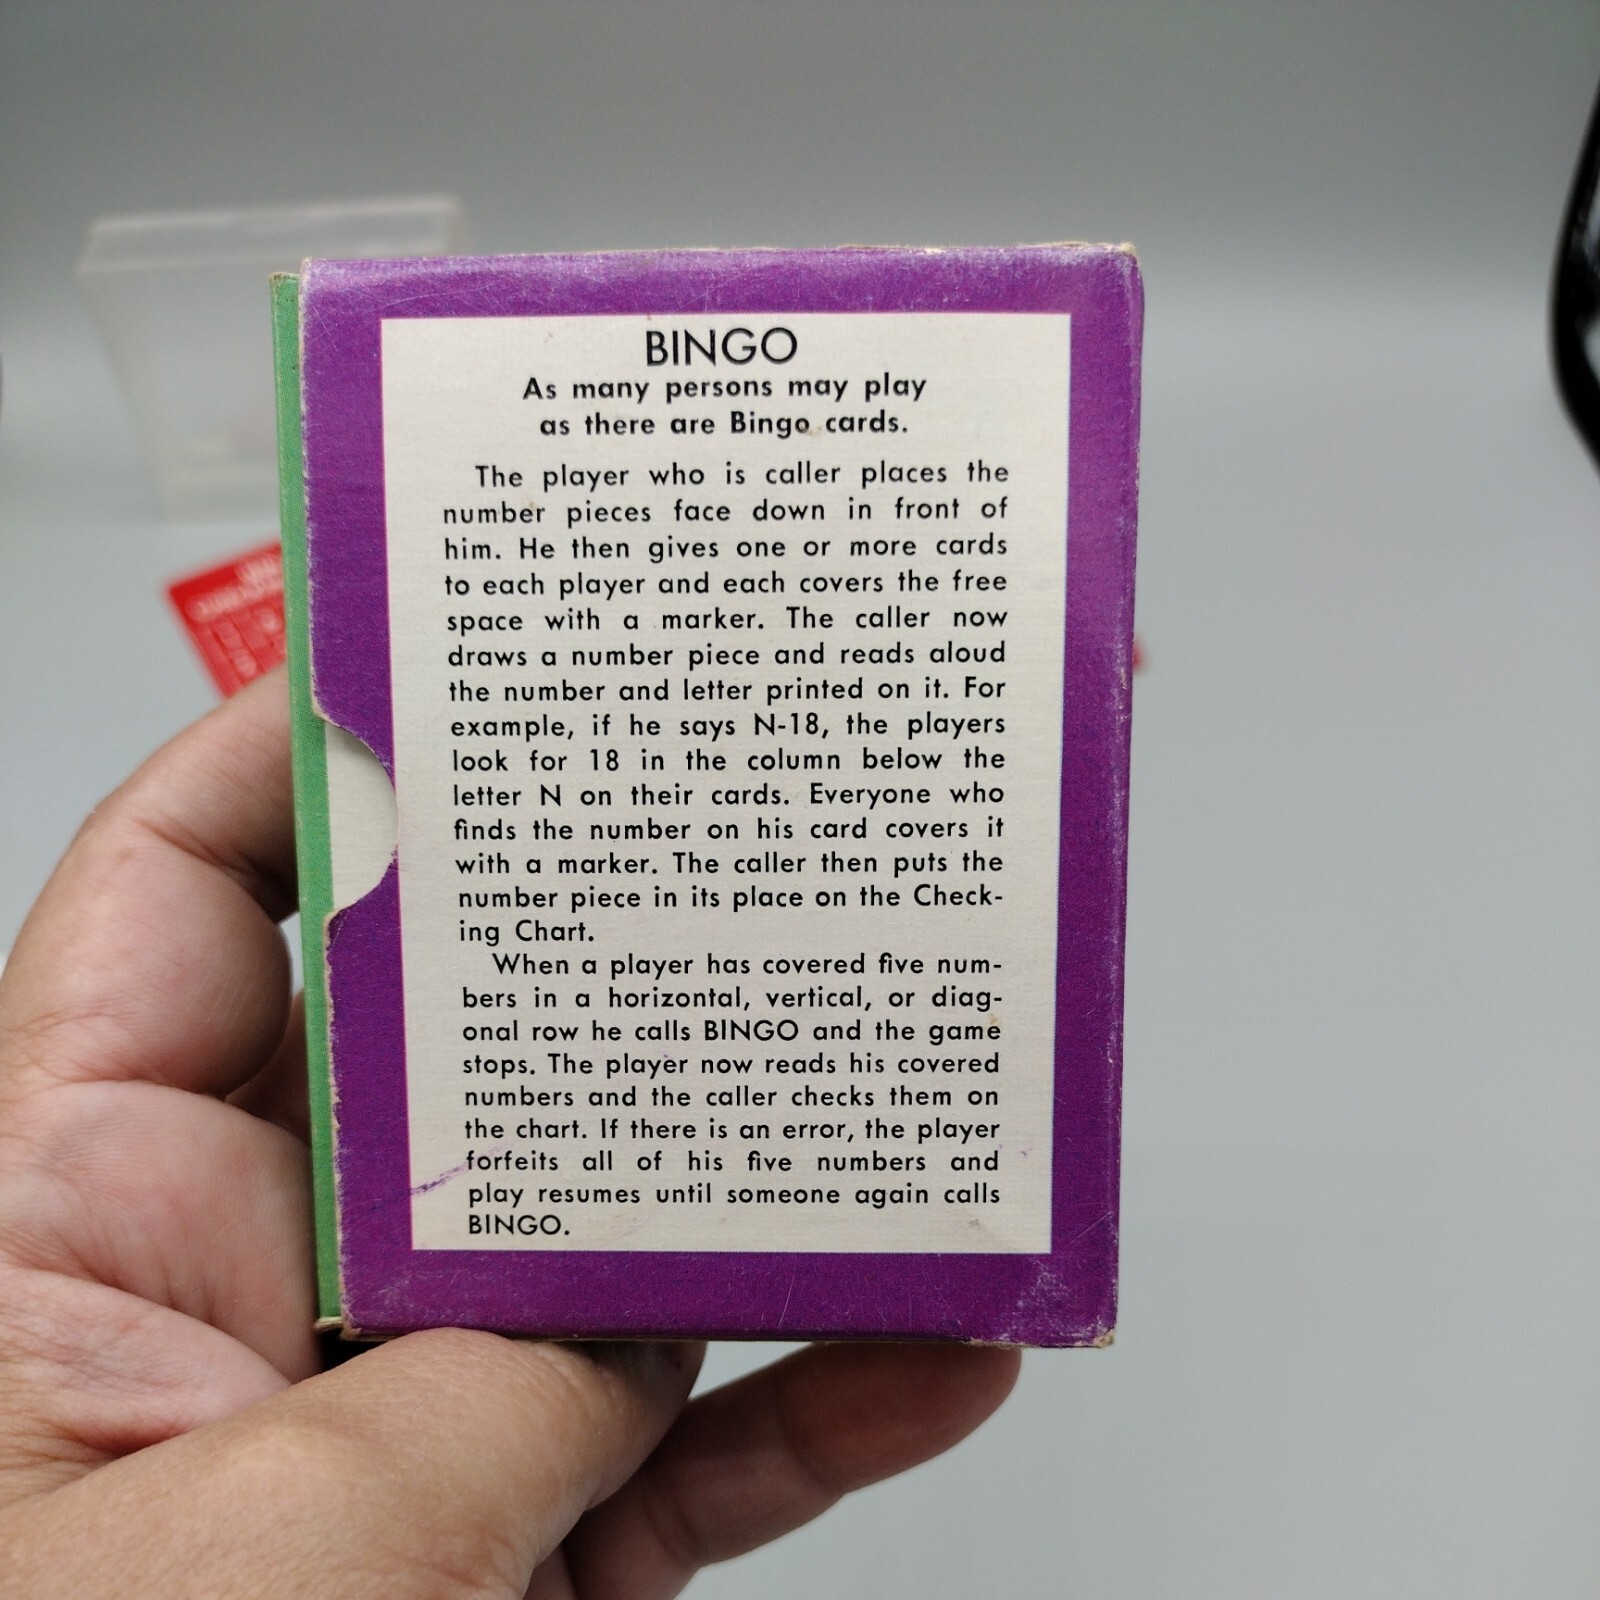 BINGO
As many persons may play
as there are Bingo cards.
The player who is caller places the
number pieces face down in front of
him. He then gives one or more cards
to each player and each covers the free
space with a marker. The caller now
draws a number piece and reads aloud
the number and letter printed on it. For
example, if he says N-18, the players
look for 18 in the column below the
letter N on their cards. Everyone who
finds the number on his card covers it
with a marker. The caller then puts the
number piece in its place on the Check-
ing Chart.
When a player has covered five num-
bers in a horizontal, vertical, or diag-
onal row he calls BINGO and the game
stops. The player now reads his covered
numbers and the caller checks them on
the chart. If there is an error, the player
forfeits all of his five numbers and
play resumes until someone again calls
BINGO.